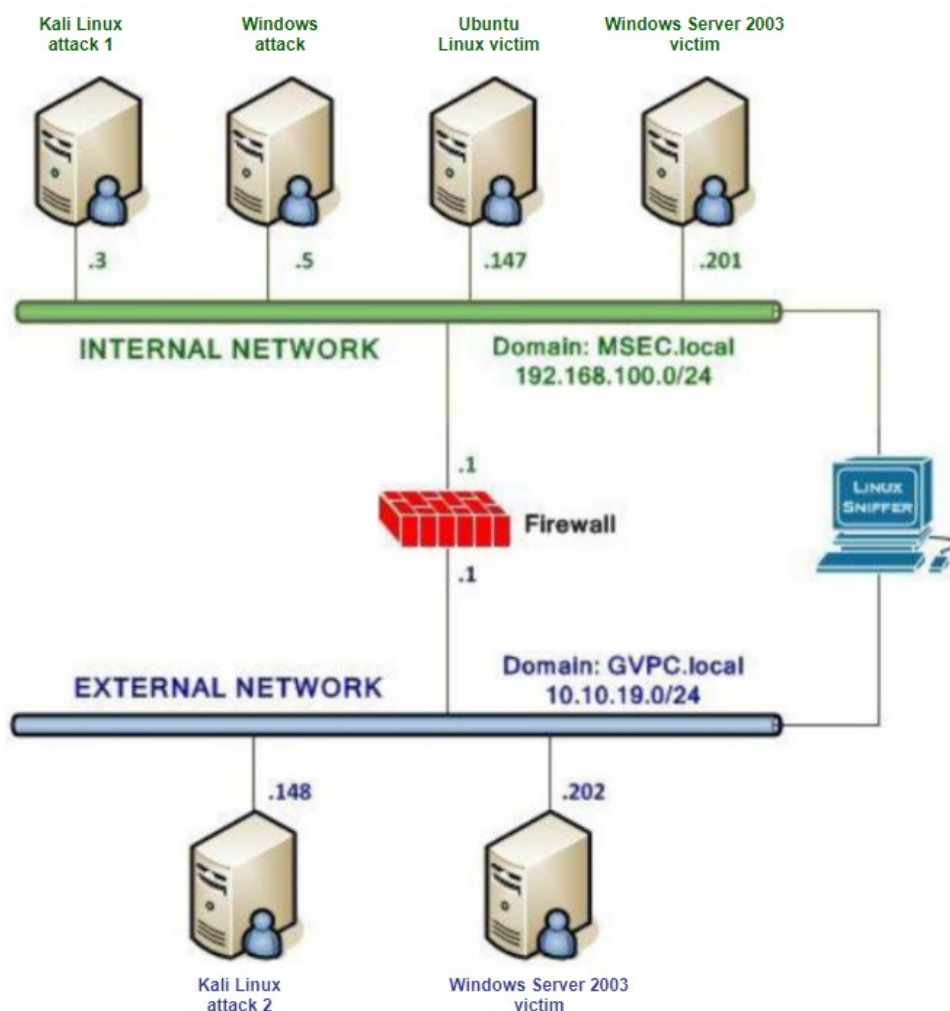 Kali Linux
attack 1
Windows
attack
Ubuntu
Linux victim
Windows Server 2003
victim
.3
.5
.147
.201
INTERNAL NETWORK
Domain: MSEC.local
192.168.100.0/24
.1
Firewall
LINUX
SNIFFER
.1
EXTERNAL NETWORK
Domain: GVPC.local
10.10.19.0/24
.148
.202
Kali Linux
attack 2
Windows Server 2003
victim